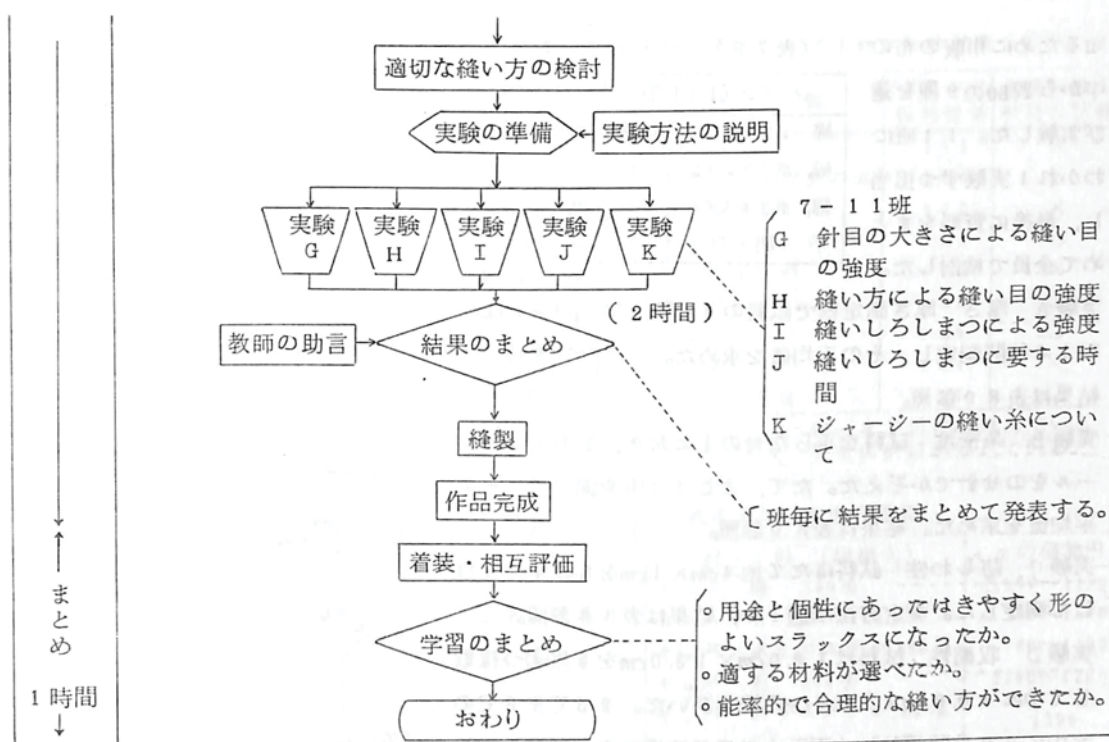 適切な縫い方の検討
実験の準備
実験方法の説明
実験
G
実験
H
実験
I
実験
J
実験
K
7～11班
G 針目の大きさによる縫い目
の強度
H 縫い方による縫い目の強度
I 縫いしろしまつによる強度
J 縫いしろしまつに要する時
間
K ジャージーの縫い糸につい
て
(2時間)
教師の助言
結果のまとめ
縫製
作品完成
〔班毎に結果をまとめて発表する。
着装・相互評価
まとめ
1時間
学習のまとめ
○用途と個性にあったはきやすく形の
よいスラックスになったか。
○適する材料が選べたか。
○能率的で合理的な縫い方ができたか。
おわり